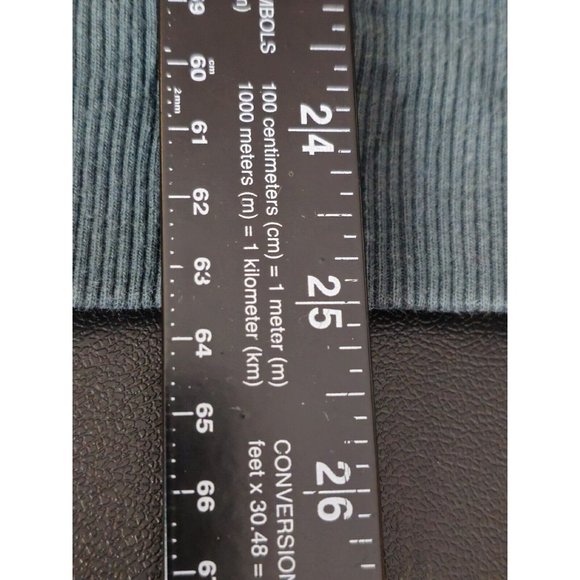 MBOLS
m)
100 centimeters (cm) = 1 meter (m)
1000 meters (m) = 1 kilometer (km)
CONVERSION
feet x 30.48 =
24
25
26
cm
2mm
60
61
62
63
64
65
66